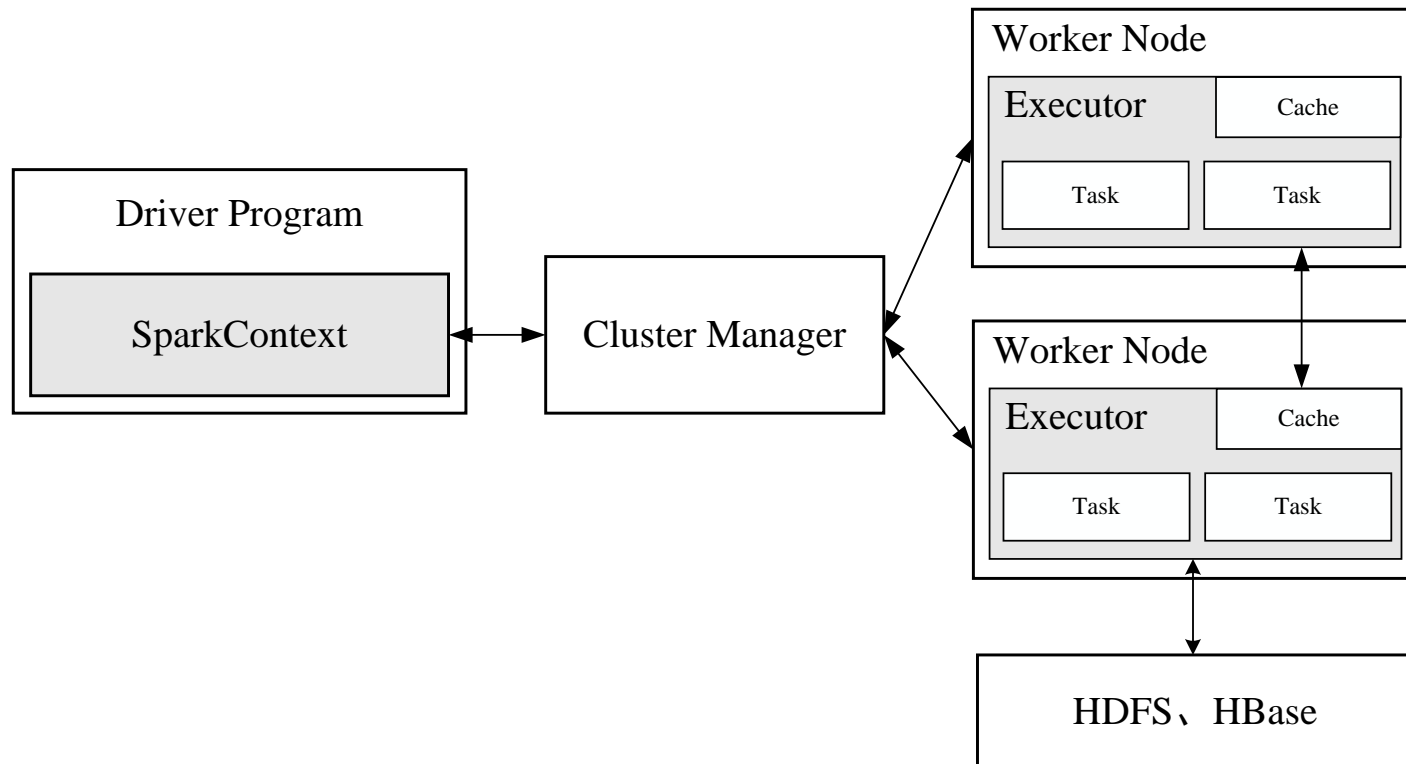 Driver Program
SparkContext
Cluster Manager
Worker Node
Executor
Cache
Task
Task
Worker Node
Executor
Cache
Task
Task
HDFS、HBase